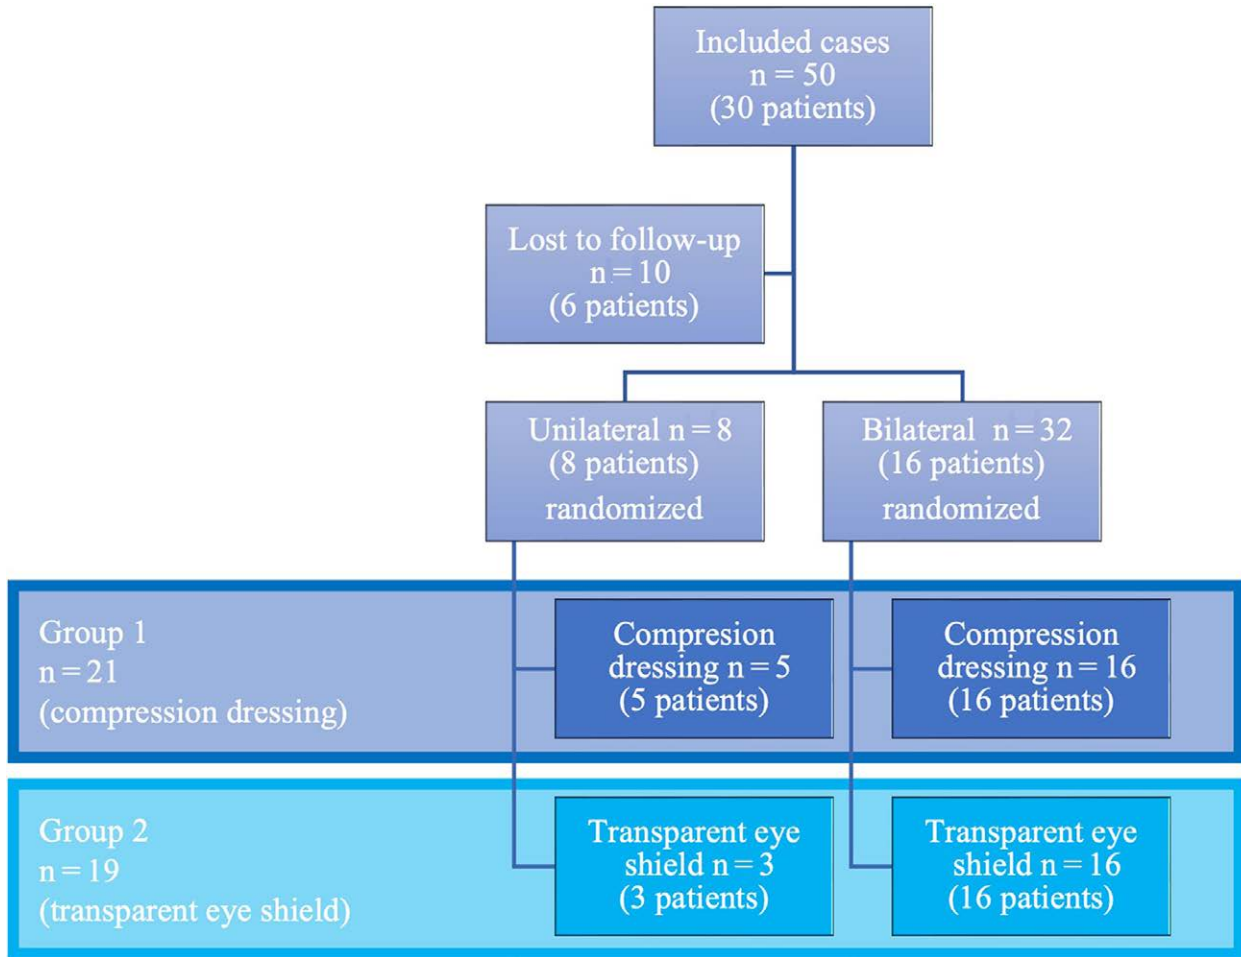 Included cases
n = 50
(30 patients)
Lost to follow-up
n = 10
(6 patients)
Unilateral n = 8
(8 patients)
randomized
Bilateral n = 32
(16 patients)
randomized
Group 1
n = 21
(compression dressing)
Compresion
dressing n = 5
(5 patients)
Compression
dressing n = 16
(16 patients)
Group 2
n = 19
(transparent eye shield)
Transparent eye
shield n = 3
(3 patients)
Transparent eye
shield n = 16
(16 patients)